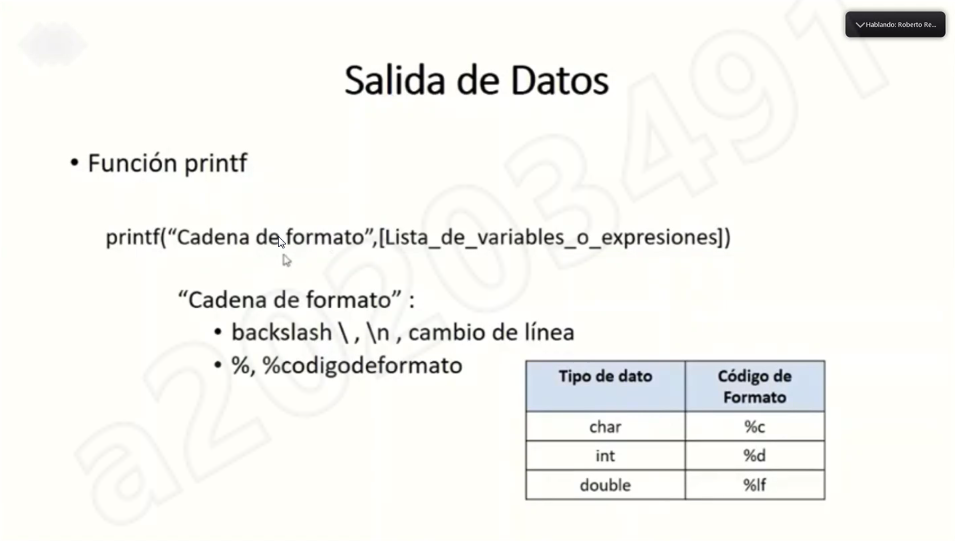 Hablando: Roberto Re...
Salida de Datos
• Función printf
printf(“Cadena de formato”,[Lista_de_variables_o_expresiones])
“Cadena de formato” :
• backslash \ , \n , cambio de línea
• %, %codigodeformato
Tipo de dato Código de Formato
char %c
int %d
double %lf
a20203491